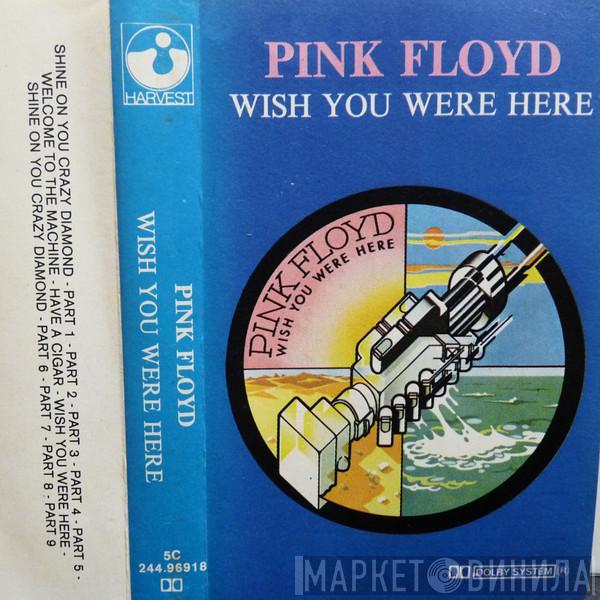 SHINE ON YOU CRAZY DIAMOND - PART 1 - PART 2 - PART 3 - PART 4 - PART 5 -
WELCOME TO THE MACHINE - HAVE A CIGAR - WISH YOU WERE HERE -
SHINE ON YOU CRAZY DIAMOND - PART 6 - PART 7 - PART 8 - PART 9
HARVEST
PINK FLOYD
WISH YOU WERE HERE
5C
244.96918
PINK FLOYD
WISH YOU WERE HERE
PINK FLOYD
WISH YOU WERE HERE
DOLBY SYSTEM (R)
МАРКЕТ ВИНИЛА